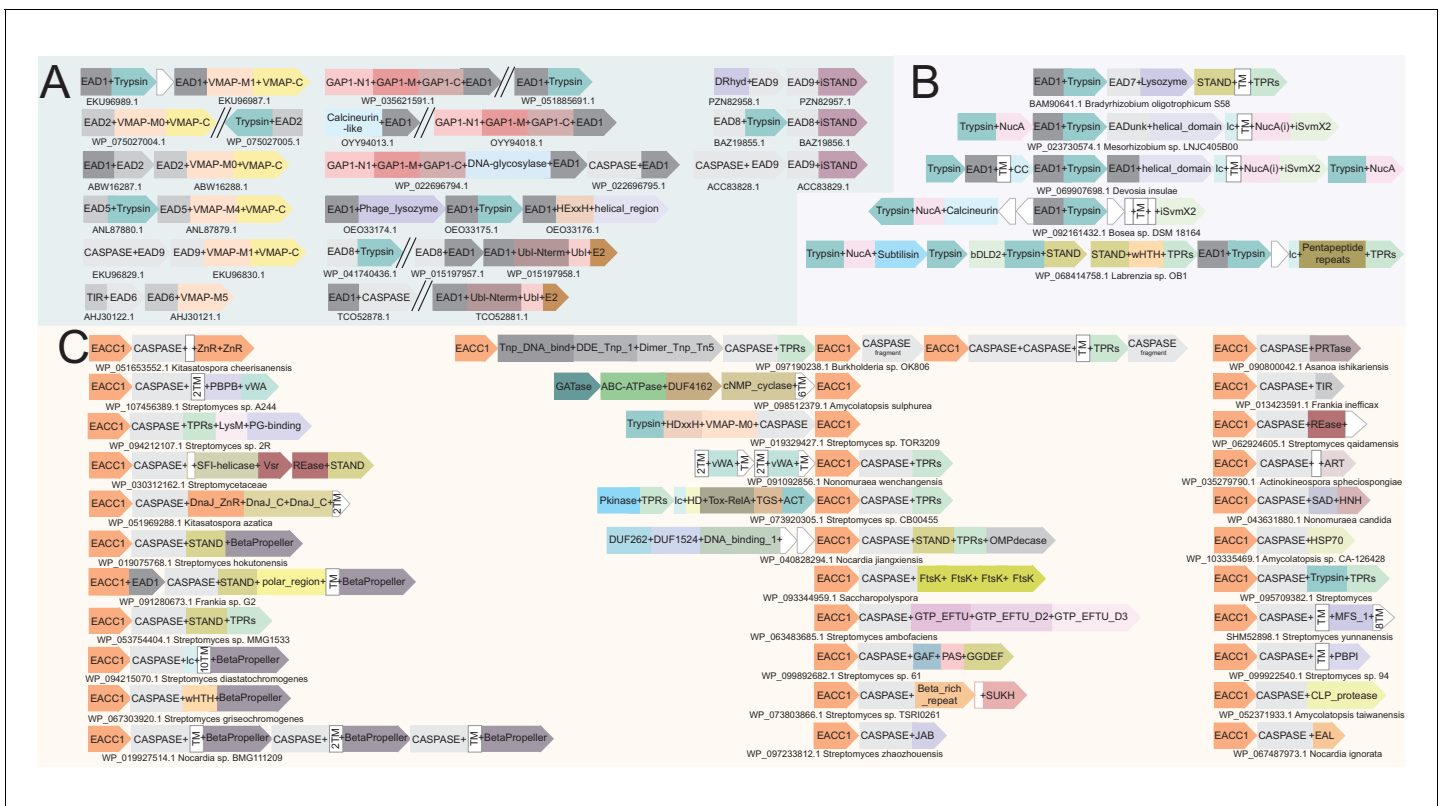 A
EAD1+Trypsin EAD1+VMAP-M1+VMAP-C
EKU96989.1 EKU96987.1
EAD2+VMAP-M0+VMAP-C Trypsin+EAD2
WP_075027004.1 WP_075027005.1
EAD1+EAD2 EAD2+VMAP-M0+VMAP-C
ABW16287.1 ABW16288.1
EAD5+Trypsin EAD5+VMAP-M4+VMAP-C
ANL87880.1 ANL87879.1
CASPASE+EAD9 EAD9+VMAP-M1+VMAP-C
EKU96829.1 EKU96830.1
TIR+EAD6 EAD6+VMAP-M5
AHJ30122.1 AHJ30121.1
GAP1-N1+GAP1-M+GAP1-C+EAD1 EAD1+Trypsin
WP_035621591.1 WP_051885691.1
Calcineurin
-like +EAD1 GAP1-N1+GAP1-M+GAP1-C+EAD1
OYY94013.1 OYY94018.1
GAP1-N1+GAP1-M+GAP1-C+DNA-glycosylase+EAD1 CASPASE+EAD1
WP_022696794.1 WP_022696795.1
EAD1+Phage_lysozyme EAD1+Trypsin EAD1+HExxH+helical_region
OEO33174.1 OEO33175.1 OEO33176.1
EAD8+Trypsin EAD8+EAD1 EAD1+Ubl-Nterm+Ubl+E2
WP_041740436.1 WP_015197957.1 WP_015197958.1
EAD1+CASPASE EAD1+Ubl-Nterm+Ubl+E2
TCO52878.1 TCO52881.1
DRhyd+EAD9 EAD9+iSTAND
PZN82958.1 PZN82957.1
EAD8+Trypsin EAD8+iSTAND
BAZ19855.1 BAZ19856.1
CASPASE+EAD9 EAD9+iSTAND
ACC83828.1 ACC83829.1
B
EAD1+Trypsin EAD7+Lysozyme STAND+TM+TPRs
BAM90641.1 Bradyrhizobium oligotrophicum S58
Trypsin+NucA EAD1+Trypsin EADunk+helical_domain lc+TM+NucA(i)+iSvmX2
WP_023730574.1 Mesorhizobium sp. LNJC405B00
Trypsin EAD1+TM+CC EAD1+Trypsin EAD1+helical_domain lc+TM+NucA(i)+iSvmX2 Trypsin+NucA
WP_069907698.1 Devosia insulae
Trypsin+NucA+Calcineurin EAD1+Trypsin +TM+ +iSvmX2
WP_092161432.1 Bosea sp. DSM 18164
Trypsin+NucA+Subtilisin Trypsin bDLD2+Trypsin+STAND STAND+wHTH+TPRs EAD1+Trypsin lc+ Pentapeptide
repeats +TPRs
WP_068414758.1 Labrenzia sp. OB1
C
EACC1 CASPASE+ +ZnR+ZnR
WP_051653552.1 Kitasatospora cheerisanensis
EACC1 CASPASE+2TM+PBPB+vWA
WP_107456389.1 Streptomyces sp. A244
EACC1 CASPASE+TPRs+LysM+PG-binding
WP_094212107.1 Streptomyces sp. 2R
EACC1 CASPASE+ +SFI-helicase+Vsr REase+STAND
WP_030312162.1 Streptomycetaceae
EACC1 CASPASE+DnaJ_ZnR+DnaJ_C+DnaJ_C+2TM
WP_051969288.1 Kitasatospora azatica
EACC1 CASPASE+STAND+BetaPropeller
WP_019075768.1 Streptomyces hokutonensis
EACC1+EAD1 CASPASE+STAND+polar_region+TM+BetaPropeller
WP_091280673.1 Frankia sp. G2
EACC1 CASPASE+STAND+TPRs
WP_053754404.1 Streptomyces sp. MMG1533
EACC1 CASPASE+lc+10TM+BetaPropeller
WP_094215070.1 Streptomyces diastatochromogenes
EACC1 CASPASE+wHTH+BetaPropeller
WP_067303920.1 Streptomyces griseochromogenes
EACC1 CASPASE+TM+BetaPropeller CASPASE+2TM+BetaPropeller CASPASE+TM+BetaPropeller
WP_019927514.1 Nocardia sp. BMG111209
EACC1 Tnp_DNA_bind+DDE_Tnp_1+Dimer_Tnp_Tn5 CASPASE+TPRs EACC1 CASPASE
fragment EACC1 CASPASE+CASPASE+TM+TPRs CASPASE
fragment
WP_097190238.1 Burkholderia sp. OK806
GATase ABC-ATPase+DUF4162 cNMP_cyclase+6TM EACC1 CASPASE
WP_098512379.1 Amycolatopsis sulphurea
Trypsin+HDxxH+VMAP-M0+CASPASE EACC1
WP_019329427.1 Streptomyces sp. TOR3209
2TM+vWA+TM 2TM+vWA+TM EACC1 CASPASE+TPRs
WP_091092856.1 Nonomuraea wenchangensis
Pkinase+TPRs lc+HD+Tox-RelA+TGS+ACT EACC1 CASPASE+TPRs
WP_073920305.1 Streptomyces sp. CB00455
DUF262+DUF1524+DNA_binding_1+ EACC1 CASPASE+STAND+TPRs+OMPdecase
WP_040828294.1 Nocardia jiangxiensis
EACC1 CASPASE+ FtsK+ FtsK+ FtsK+ FtsK
WP_093344959.1 Saccharopolyspora
EACC1 CASPASE+GTP_EFTU+GTP_EFTU_D2+GTP_EFTU_D3
WP_063483685.1 Streptomyces ambofaciens
EACC1 CASPASE+GAF+PAS+GGDEF
WP_099892682.1 Streptomyces sp. 61
EACC1 CASPASE+ Beta_rich
_repeat + +SUKH
WP_073803866.1 Streptomyces sp. TSRI0261
EACC1 CASPASE+JAB
WP_097233812.1 Streptomyces zhaozhouensis
EACC1 CASPASE+PRTase
WP_090800042.1 Asanoa ishikariensis
EACC1 CASPASE+TIR
WP_013423591.1 Frankia inefficax
EACC1 CASPASE+REase+
WP_062924605.1 Streptomyces qaidamensis
EACC1 CASPASE+ +ART
WP_035279790.1 Actinokineospora spheciospongiae
EACC1 CASPASE+SAD+HNH
WP_043631880.1 Nonomuraea candida
EACC1 CASPASE+HSP70
WP_103335469.1 Amycolatopsis sp. CA-126428
EACC1 CASPASE+Trypsin+TPRs
WP_095709382.1 Streptomyces
EACC1 CASPASE+TM+MFS_1+8TM
SHM52898.1 Streptomyces yunnanensis
EACC1 CASPASE+TM+PBPI
WP_099922540.1 Streptomyces sp. 94
EACC1 CASPASE+CLP_protease
WP_052371933.1 Amycolatopsis taiwanensis
EACC1 CASPASE +EAL
WP_067487973.1 Nocardia ignorata